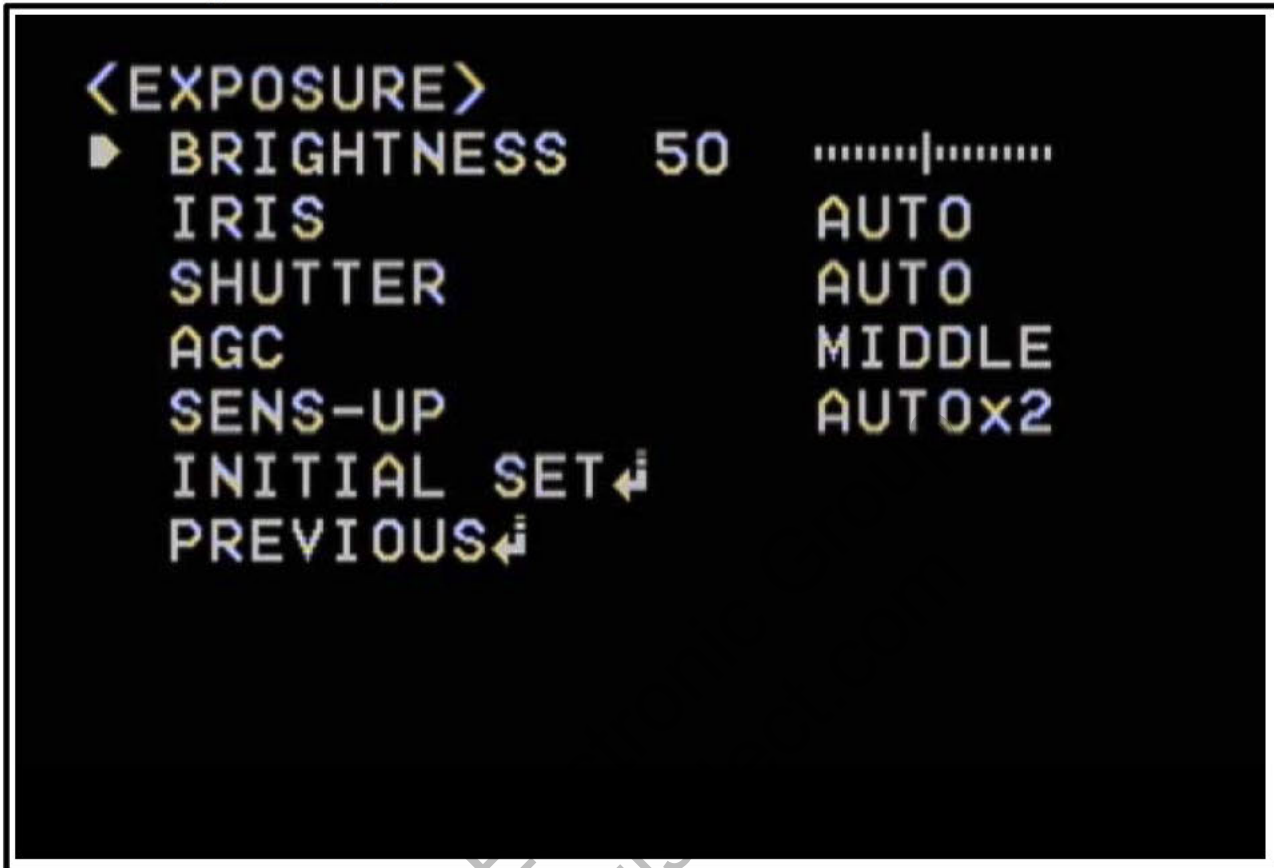 <EXPOSURE>
BRIGHTNESS 50
IRIS AUTO
SHUTTER AUTO
AGC MIDDLE
SENS-UP AUTOx2
INITIAL SET↲
PREVIOUS↲